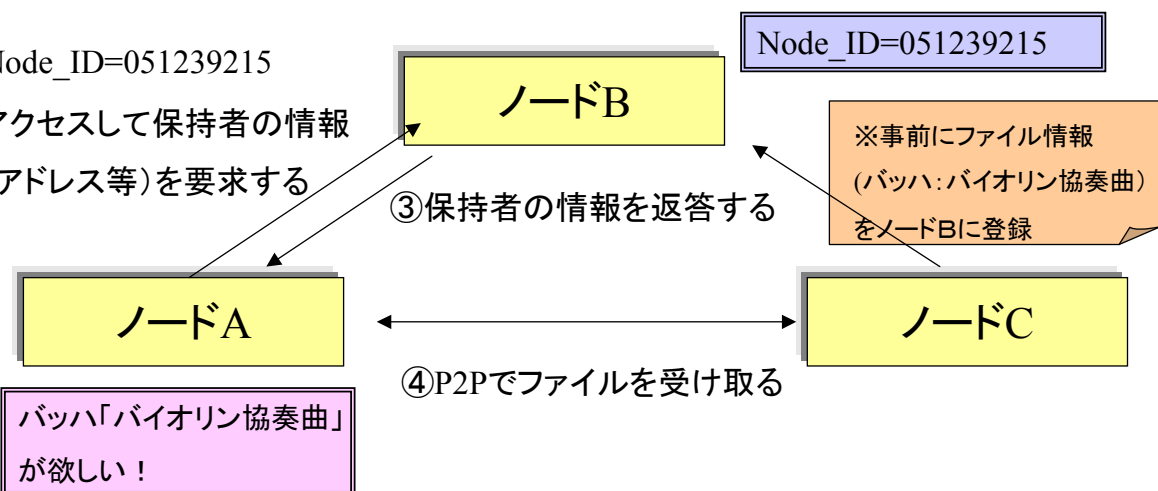 Node_ID=051239215
アクセスして保持者の情報
アドレス等)を要求する
ノードB
Node_ID=051239215
※事前にファイル情報
(バッハ:バイオリン協奏曲)
をノードBに登録
③保持者の情報を返答する
ノードA
ノードC
④P2Pでファイルを受け取る
バッハ「バイオリン協奏曲」
が欲しい!